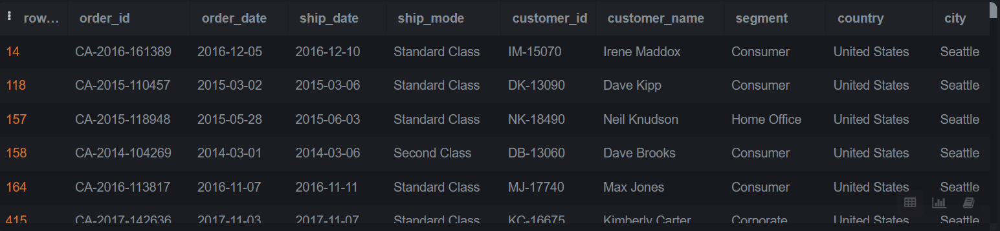 row... order_id order_date ship_date ship_mode customer_id customer_name segment country city
14 CA-2016-161389 2016-12-05 2016-12-10 Standard Class IM-15070 Irene Maddox Consumer United States Seattle
118 CA-2015-110457 2015-03-02 2015-03-06 Standard Class DK-13090 Dave Kipp Consumer United States Seattle
157 CA-2015-118948 2015-05-28 2015-06-03 Standard Class NK-18490 Neil Knudson Home Office United States Seattle
158 CA-2014-104269 2014-03-01 2014-03-06 Second Class DB-13060 Dave Brooks Consumer United States Seattle
164 CA-2016-113817 2016-11-07 2016-11-11 Standard Class MJ-17740 Max Jones Consumer United States Seattle
415 CA-2017-142636 2017-11-03 2017-11-07 Standard Class KC-16675 Kimberly Carter Corporate United States Seattle